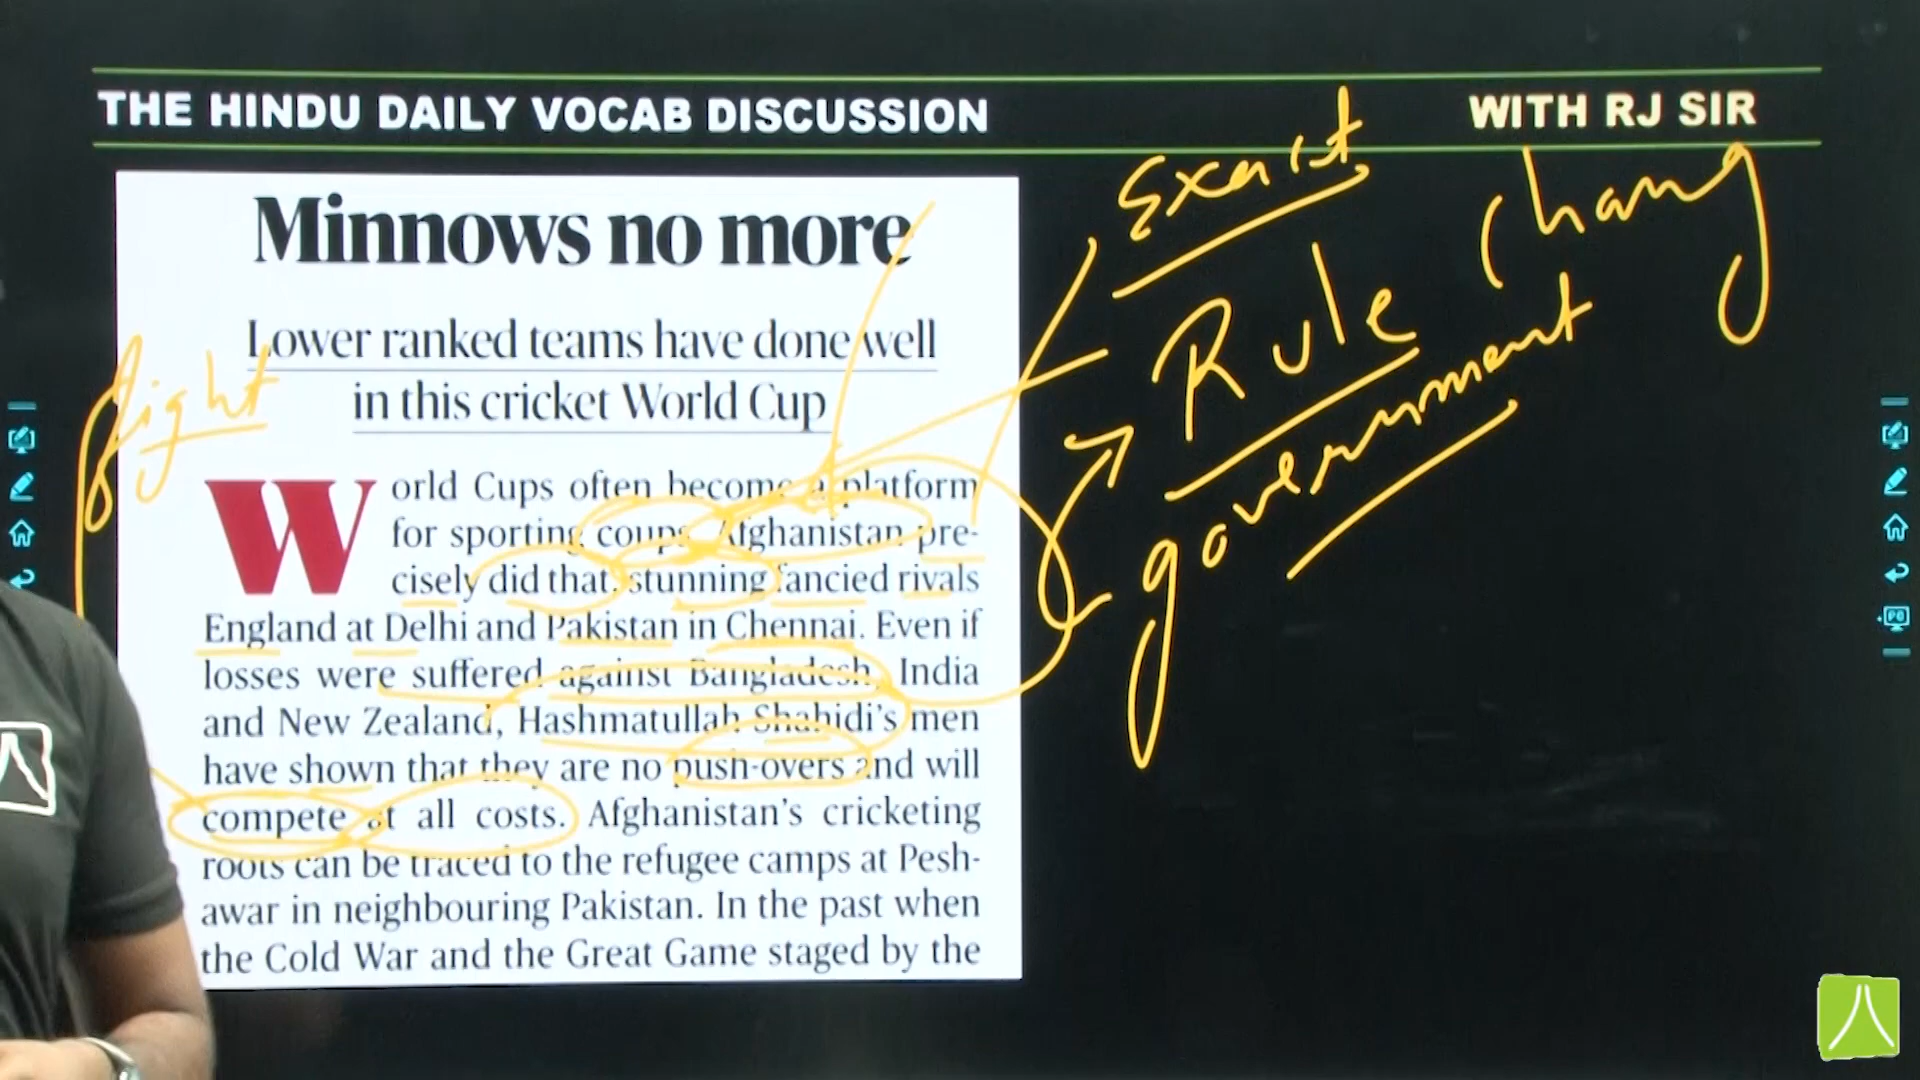 THE HINDU DAILY VOCAB DISCUSSION
WITH RJ SIR
Minnows no more
Lower ranked teams have done well
in this cricket World Cup
World Cups often become a platform
for sporting coups. Afghanistan pre-
cisely did that, stunning fancied rivals
England at Delhi and Pakistan in Chennai. Even if
losses were suffered against Bangladesh, India
and New Zealand, Hashmatullah Shahidi's men
have shown that they are no push-overs and will
compete at all costs. Afghanistan's cricketing
roots can be traced to the refugee camps at Pesh-
awar in neighbouring Pakistan. In the past when
the Cold War and the Great Game staged by the
fight
Rule chang
government